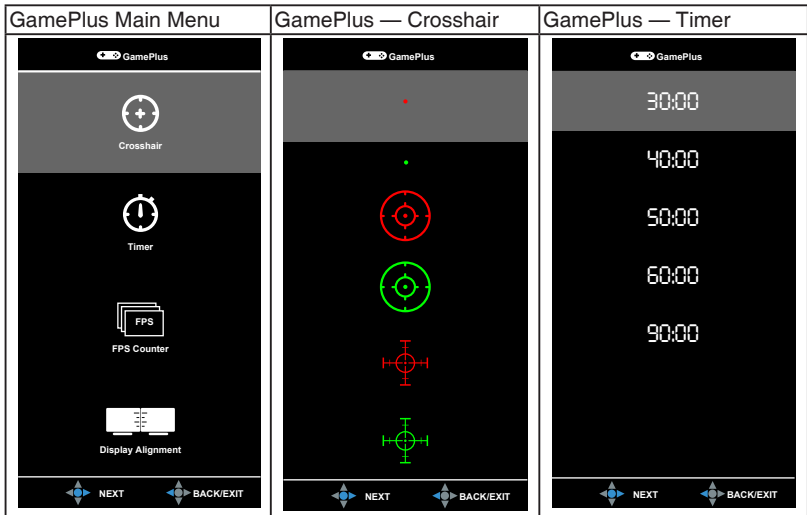 GamePlus Main Menu
GamePlus
Crosshair
Timer
FPS
FPS Counter
Display Alignment
NEXT BACK/EXIT
GamePlus — Crosshair
GamePlus
NEXT BACK/EXIT
GamePlus — Timer
GamePlus
30:00
40:00
50:00
60:00
90:00
NEXT BACK/EXIT